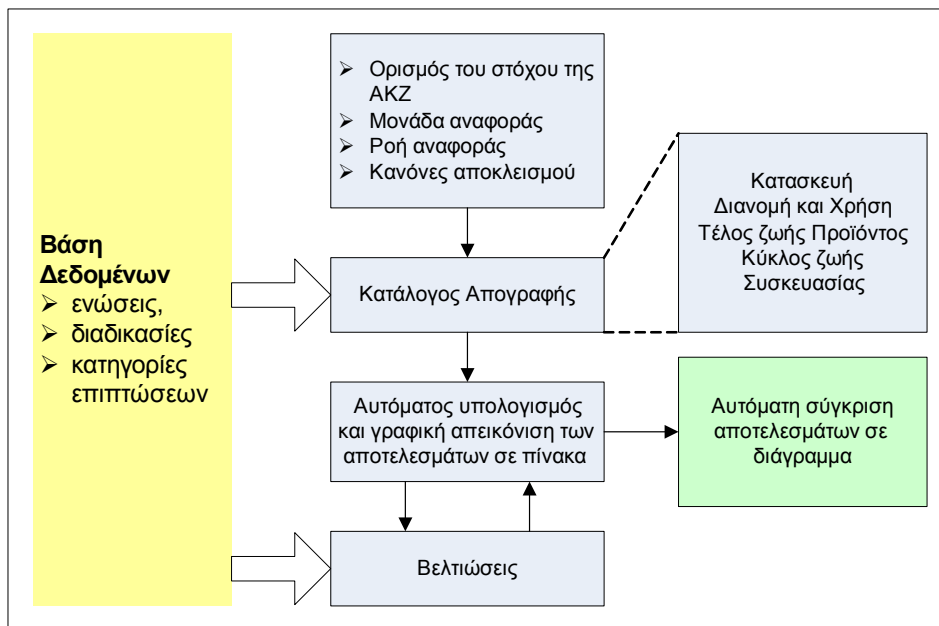 Βάση
Δεδομένων
➢ ενώσεις,
➢ διαδικασίες
➢ κατηγορίες
επιπτώσεων
➢ Ορισμός του στόχου της
ΑΚΖ
➢ Μονάδα αναφοράς
➢ Ροή αναφοράς
➢ Κανόνες αποκλεισμού
Κατάλογος Απογραφής
Κατασκευή
Διανομή και Χρήση
Τέλος ζωής Προϊόντος
Κύκλος ζωής
Συσκευασίας
Αυτόματος υπολογισμός
και γραφική απεικόνιση των
αποτελεσμάτων σε πίνακα
Αυτόματη σύγκριση
αποτελεσμάτων σε
διάγραμμα
Βελτιώσεις